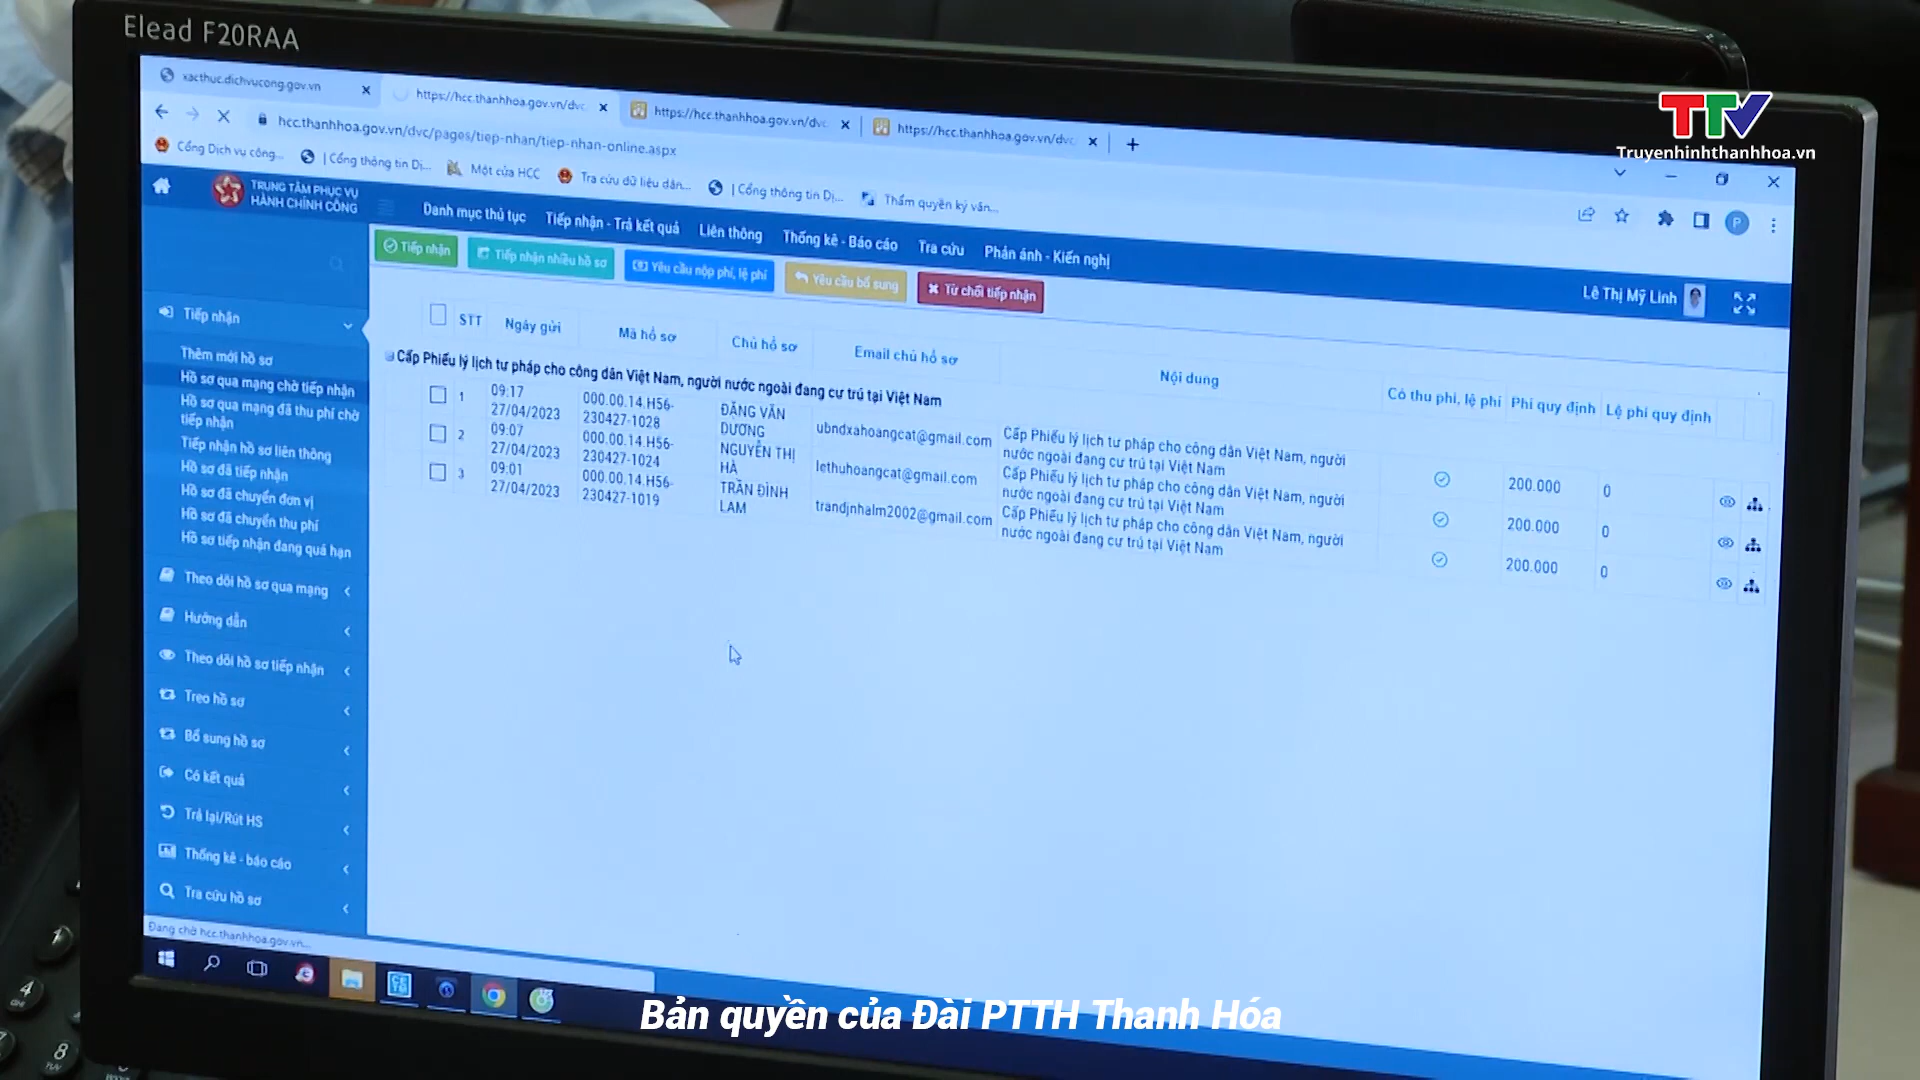 Elead F20RAA
TTV
Truyenhinhthanhhoa.vn
xacthuc.dichvucong.gov.vn
https://hcc.thanhhoa.gov.vn/dvc
https://hcc.thanhhoa.gov.vn/dvc
https://hcc.thanhhoa.gov.vn/dvc
hcc.thanhhoa.gov.vn/dvc/pages/tiep-nhan/tiep-nhan-online.aspx
Cổng Dịch vụ công...
| Cổng thông tin Dị...
Một cửa HCC
Tra cứu dữ liệu dân...
| Cổng thông tin Dị...
Thẩm quyền ký văn...
P
TRUNG TÂM PHỤC VỤ
HÀNH CHÍNH CÔNG
Danh mục thủ tục
Tiếp nhận - Trả kết quả
Liên thông
Thống kê - Báo cáo
Tra cứu
Phản ánh - Kiến nghị
Lê Thị Mỹ Linh
Tiếp nhận
Tiếp nhận nhiều hồ sơ
Yêu cầu nộp phí, lệ phí
Yêu cầu bổ sung
Từ chối tiếp nhận
Tiếp nhận
Thêm mới hồ sơ
Hồ sơ qua mạng chờ tiếp nhận
Hồ sơ qua mạng đã thu phí chờ
tiếp nhận
Tiếp nhận hồ sơ liên thông
Hồ sơ đã tiếp nhận
Hồ sơ đã chuyển đơn vị
Hồ sơ đã chuyển thu phí
Hồ sơ tiếp nhận đang quá hạn
Theo dõi hồ sơ qua mạng
Hướng dẫn
Theo dõi hồ sơ tiếp nhận
Treo hồ sơ
Bổ sung hồ sơ
Có kết quả
Trả lại/Rút HS
Thống kê - báo cáo
Tra cứu hồ sơ
STT
Ngày gửi
Mã hồ sơ
Chủ hồ sơ
Email chủ hồ sơ
Nội dung
Có thu phí, lệ phí
Phí quy định
Lệ phí quy định
Cấp Phiếu lý lịch tư pháp cho công dân Việt Nam, người nước ngoài đang cư trú tại Việt Nam
1
09:17
27/04/2023
000.00.14.H56-
230427-1028
ĐẶNG VĂN
DƯƠNG
ubndxahoangcat@gmail.com
Cấp Phiếu lý lịch tư pháp cho công dân Việt Nam, người
nước ngoài đang cư trú tại Việt Nam
200.000
0
2
09:07
27/04/2023
000.00.14.H56-
230427-1024
NGUYỄN THỊ
HÀ
lethuhoangcat@gmail.com
Cấp Phiếu lý lịch tư pháp cho công dân Việt Nam, người
nước ngoài đang cư trú tại Việt Nam
200.000
0
3
09:01
27/04/2023
000.00.14.H56-
230427-1019
TRẦN ĐÌNH
LAM
trandjnhalm2002@gmail.com
Cấp Phiếu lý lịch tư pháp cho công dân Việt Nam, người
nước ngoài đang cư trú tại Việt Nam
200.000
0
Đang chờ hcc.thanhhoa.gov.vn...
Bản quyền của Đài PTTH Thanh Hóa
1
4
8